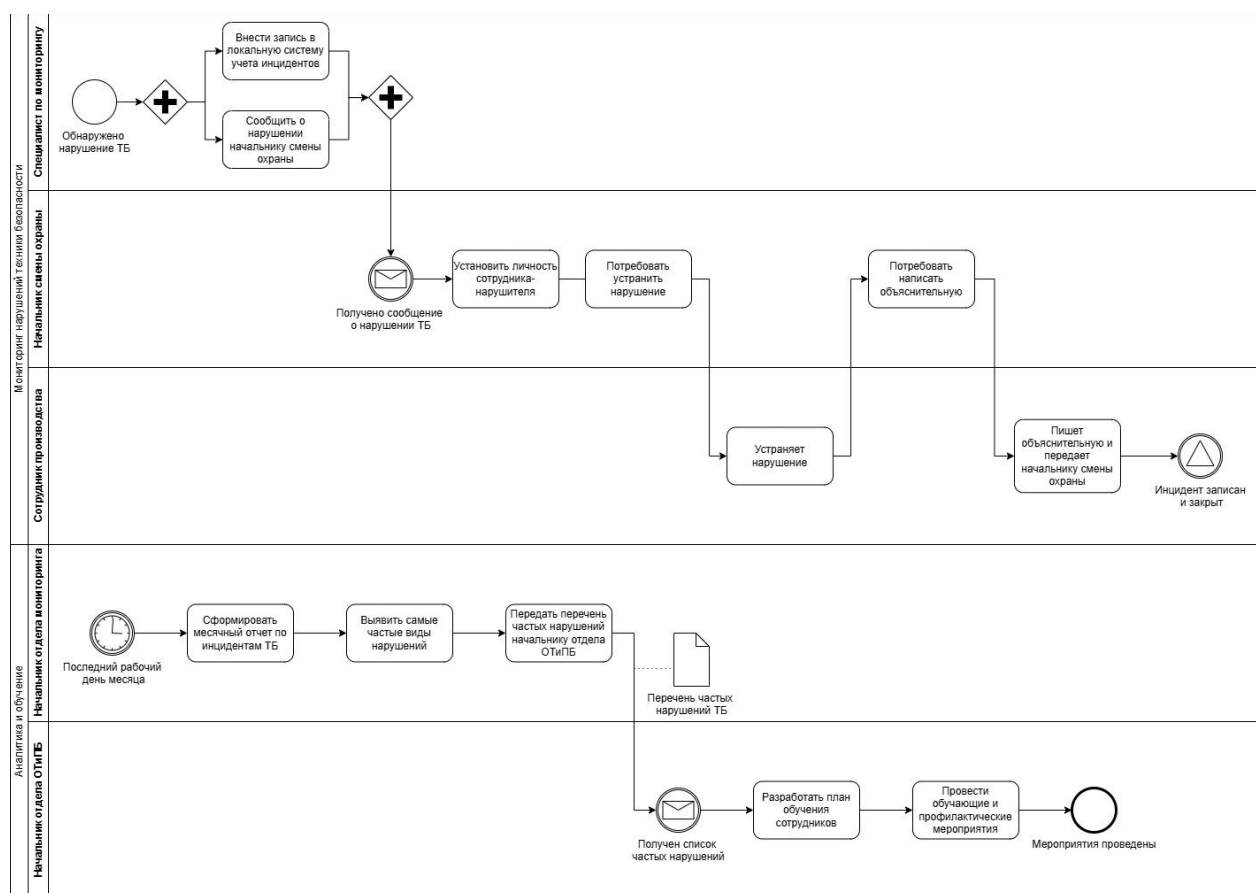 Мониторинг нарушений техники безопасности
Специалист по мониторингу
Обнаружено
нарушение ТБ
Внести запись в
локальную систему
учета инцидентов
Сообщить о
нарушении
начальнику смены
охраны
Начальник смены охраны
Получено сообщение
о нарушении ТБ
Установить личность
сотрудника-
нарушителя
Потребовать
устранить
нарушение
Потребовать
написать
объяснительную
Сотрудник производства
Устраняет
нарушение
Пишет
объяснительную и
передает
начальнику смены
охраны
Инцидент записан
и закрыт
Аналитика и обучение
Начальник отдела мониторинга
Последний рабочий
день месяца
Сформировать
месячный отчет по
инцидентам ТБ
Выявить самые
частые виды
нарушений
Передать перечень
частых нарушений
начальнику отдела
ОТиПБ
Перечень частых
нарушений ТБ
Начальник отдела ОТиПБ
Получен список
частых нарушений
Разработать план
обучения
сотрудников
Провести
обучающие и
профилактические
мероприятия
Мероприятия проведены